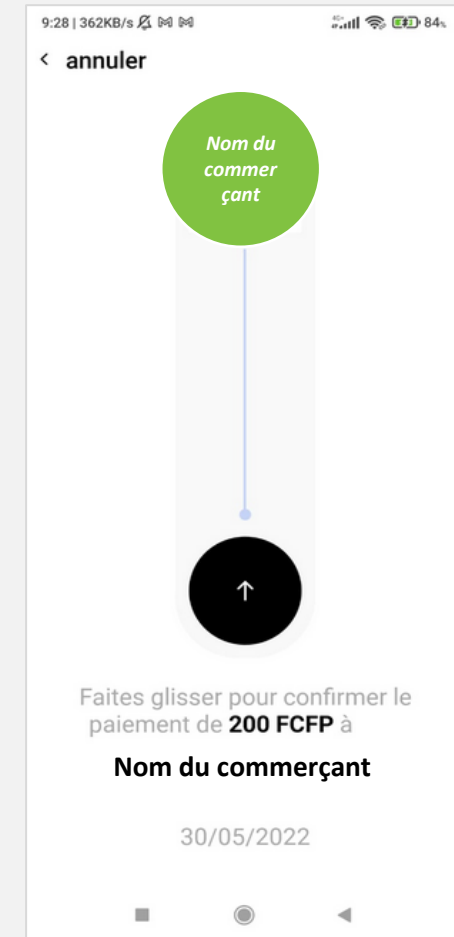 9:28 | 362KB/s 84%
annuler
Nom du
commer
çant
Faites glisser pour confirmer le
paiement de 200 FCFP à
Nom du commerçant
30/05/2022